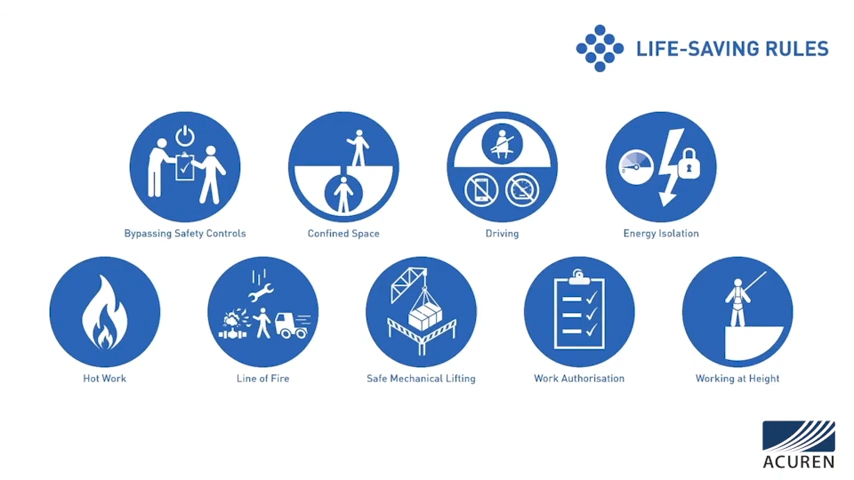 LIFE-SAVING RULES
Bypassing Safety Controls
Confined Space
Driving
Energy Isolation
Hot Work
Line of Fire
Safe Mechanical Lifting
Work Authorisation
Working at Height
ACUREN